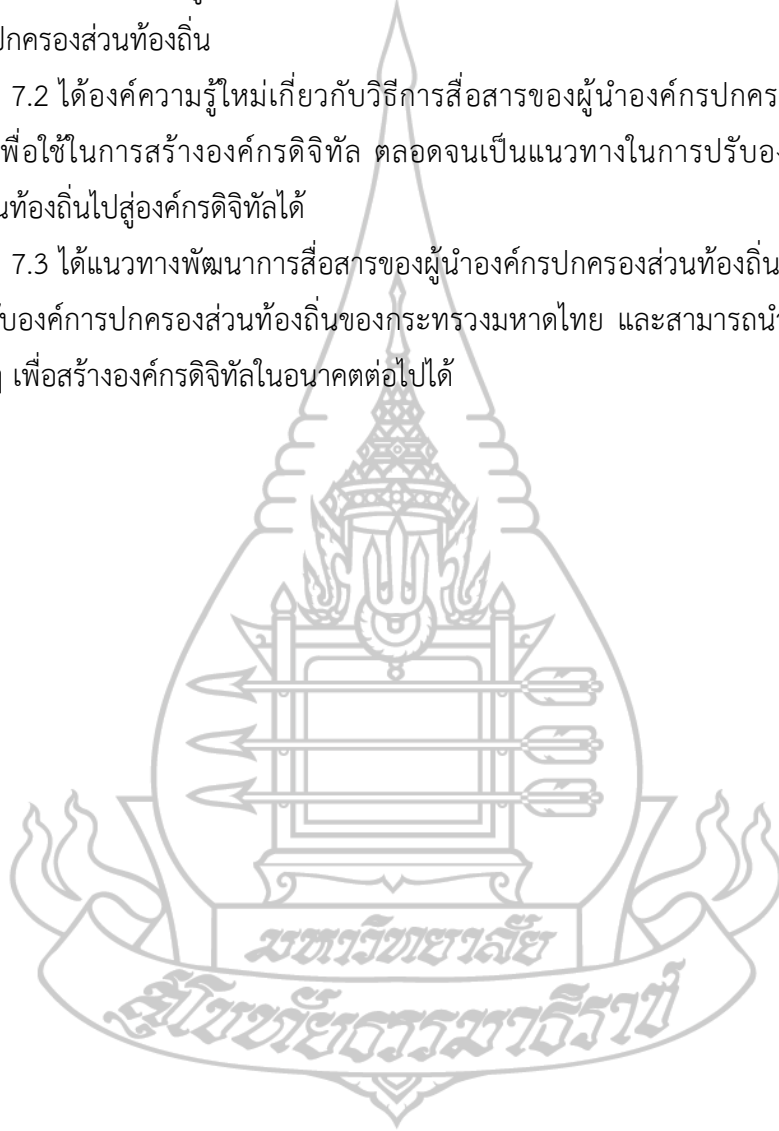 ปกครองส่วนท้องถิ่น
7.2 ได้องค์ความรู้ใหม่เกี่ยวกับวิธีการสื่อสารของผู้นำองค์กรปกคร
พื่อใช้ในการสร้างองค์กรดิจิทัล ตลอดจนเป็นแนวทางในการปรับอง
นท้องถิ่นไปสู่องค์กรดิจิทัลได้
7.3 ได้แนวทางพัฒนาการสื่อสารของผู้นำองค์กรปกครองส่วนท้องถิ่น
ับองค์การปกครองส่วนท้องถิ่นของกระทรวงมหาดไทย และสามารถนำ
ๆ เพื่อสร้างองค์กรดิจิทัลในอนาคตต่อไปได้
มหาวิทยาลัย
สุโขทัยธรรมาธิราช